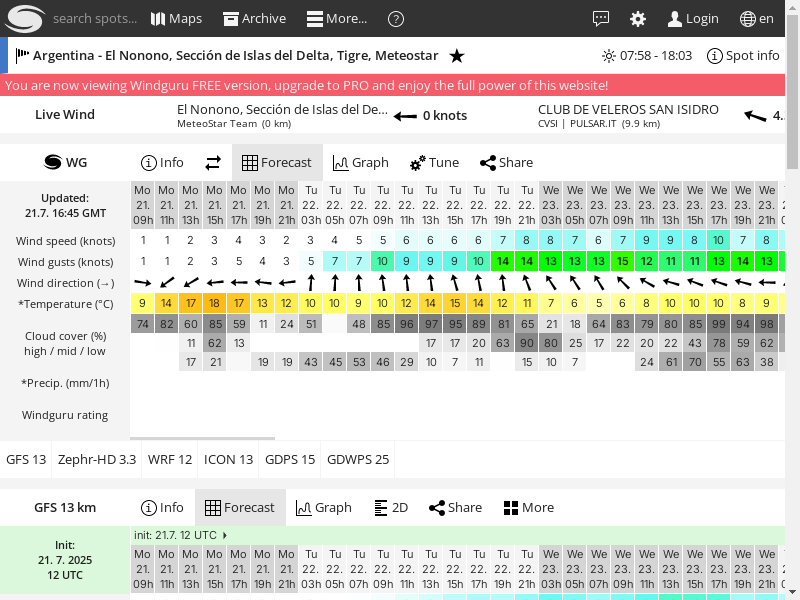 search spots... Maps Archive More... ? Login en
Argentina - El Nonono, Sección de Islas del Delta, Tigre, Meteostar 07:58 - 18:03 Spot info
You are now viewing Windguru FREE version, upgrade to PRO and enjoy the full power of this website!
Live Wind El Nonono, Sección de Islas del De... 0 knots CLUB DE VELEROS SAN ISIDRO 4.
MeteoStar Team (0 km) CVSI | PULSAR.IT (9.9 km)
WG Info Forecast Graph Tune Share
Updated:
21.7. 16:45 GMT
Mo Mo Mo Mo Mo Mo Mo Tu Tu Tu Tu Tu Tu Tu Tu Tu Tu We We We We We We We We We We
21. 21. 21. 21. 21. 21. 21. 22. 22. 22. 22. 22. 22. 22. 22. 22. 22. 23. 23. 23. 23. 23. 23. 23. 23. 23. 23.
09h 11h 13h 15h 17h 19h 21h 03h 05h 07h 09h 11h 13h 15h 17h 19h 21h 03h 05h 07h 09h 11h 13h 15h 17h 19h 21h
Wind speed (knots) 1 1 2 3 4 3 2 3 4 5 5 6 6 6 6 7 8 8 7 6 7 9 9 8 10 7 8
Wind gusts (knots) 1 1 2 3 5 4 3 5 7 7 10 9 9 9 10 14 14 13 13 13 15 12 11 11 13 14 13
Wind direction (→)
*Temperature (°C) 9 14 17 18 17 13 12 10 10 9 10 12 14 15 14 12 11 7 6 5 6 8 10 10 10 8 9
Cloud cover (%)
high / mid / low
74 82 60 85 59 11 24 51 48 85 96 97 95 89 81 65 21 18 64 83 79 80 85 99 94 98
11 62 13 17 17 20 63 90 80 25 17 22 20 22 43 78 59 62
17 21 19 19 43 45 53 46 29 10 7 11 15 10 7 24 61 70 55 63 38
*Precip. (mm/1h)
Windguru rating
GFS 13 Zephr-HD 3.3 WRF 12 ICON 13 GDPS 15 GDWPS 25
GFS 13 km Info Forecast Graph 2D Share More
init: 21.7. 12 UTC
Init:
21. 7. 2025
12 UTC
Mo Mo Mo Mo Mo Mo Mo Tu Tu Tu Tu Tu Tu Tu Tu Tu Tu We We We We We We We We We We
21. 21. 21. 21. 21. 21. 21. 22. 22. 22. 22. 22. 22. 22. 22. 22. 22. 23. 23. 23. 23. 23. 23. 23. 23. 23. 23.
09h 11h 13h 15h 17h 19h 21h 03h 05h 07h 09h 11h 13h 15h 17h 19h 21h 03h 05h 07h 09h 11h 13h 15h 17h 19h 21h